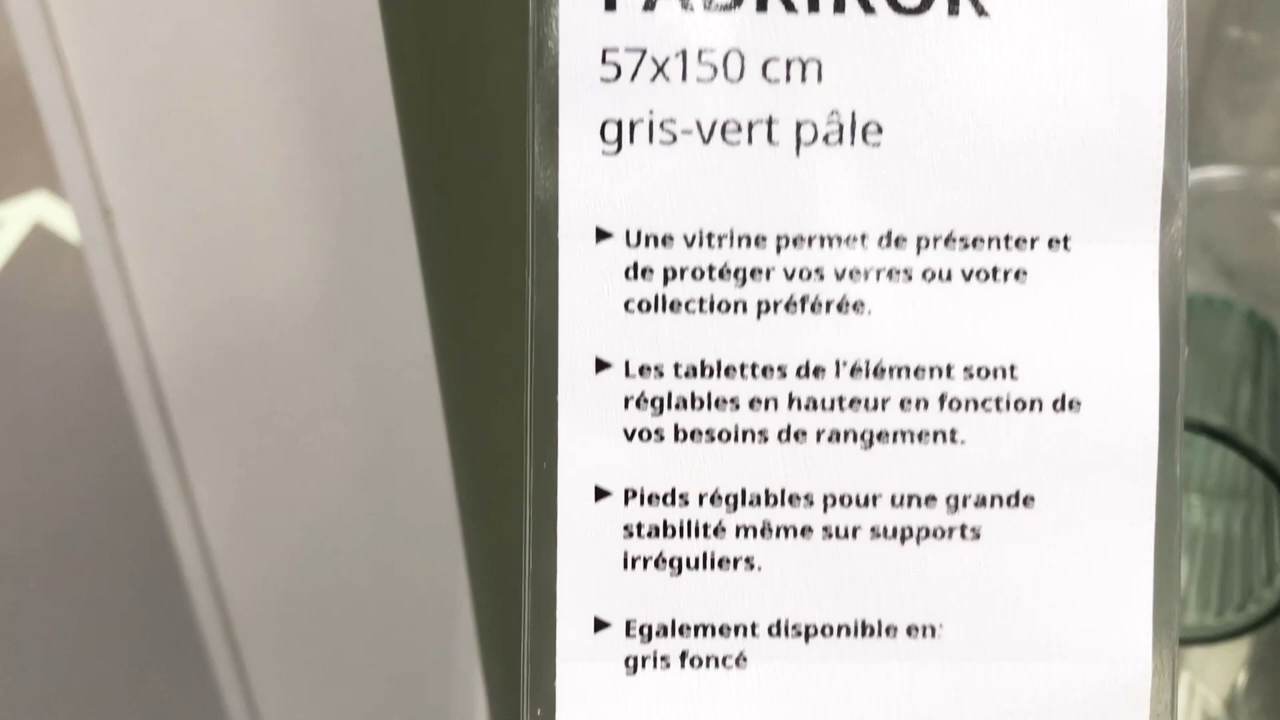 57x150 cm
gris-vert pâle
► Une vitrine permet de présenter et
de protéger vos verres ou votre
collection préférée.
► Les tablettes de l'élément sont
réglables en hauteur en fonction de
vos besoins de rangement.
► Pieds réglables pour une grande
stabilité même sur supports
irréguliers.
► Egalement disponible en:
gris foncé